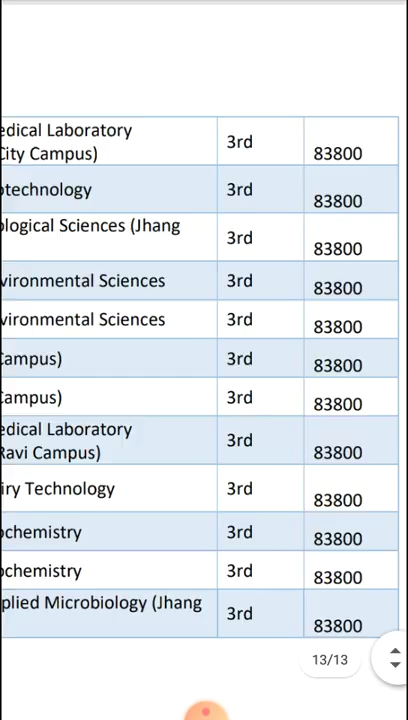 edical Laboratory
City Campus) 3rd 83800
otechnology 3rd 83800
ological Sciences (Jhang
3rd 83800
vironmental Sciences 3rd 83800
vironmental Sciences 3rd 83800
Campus) 3rd 83800
Campus) 3rd 83800
edical Laboratory
Ravi Campus) 3rd 83800
iry Technology 3rd 83800
ochemistry 3rd 83800
ochemistry 3rd 83800
plied Microbiology (Jhang
3rd 83800
13/13